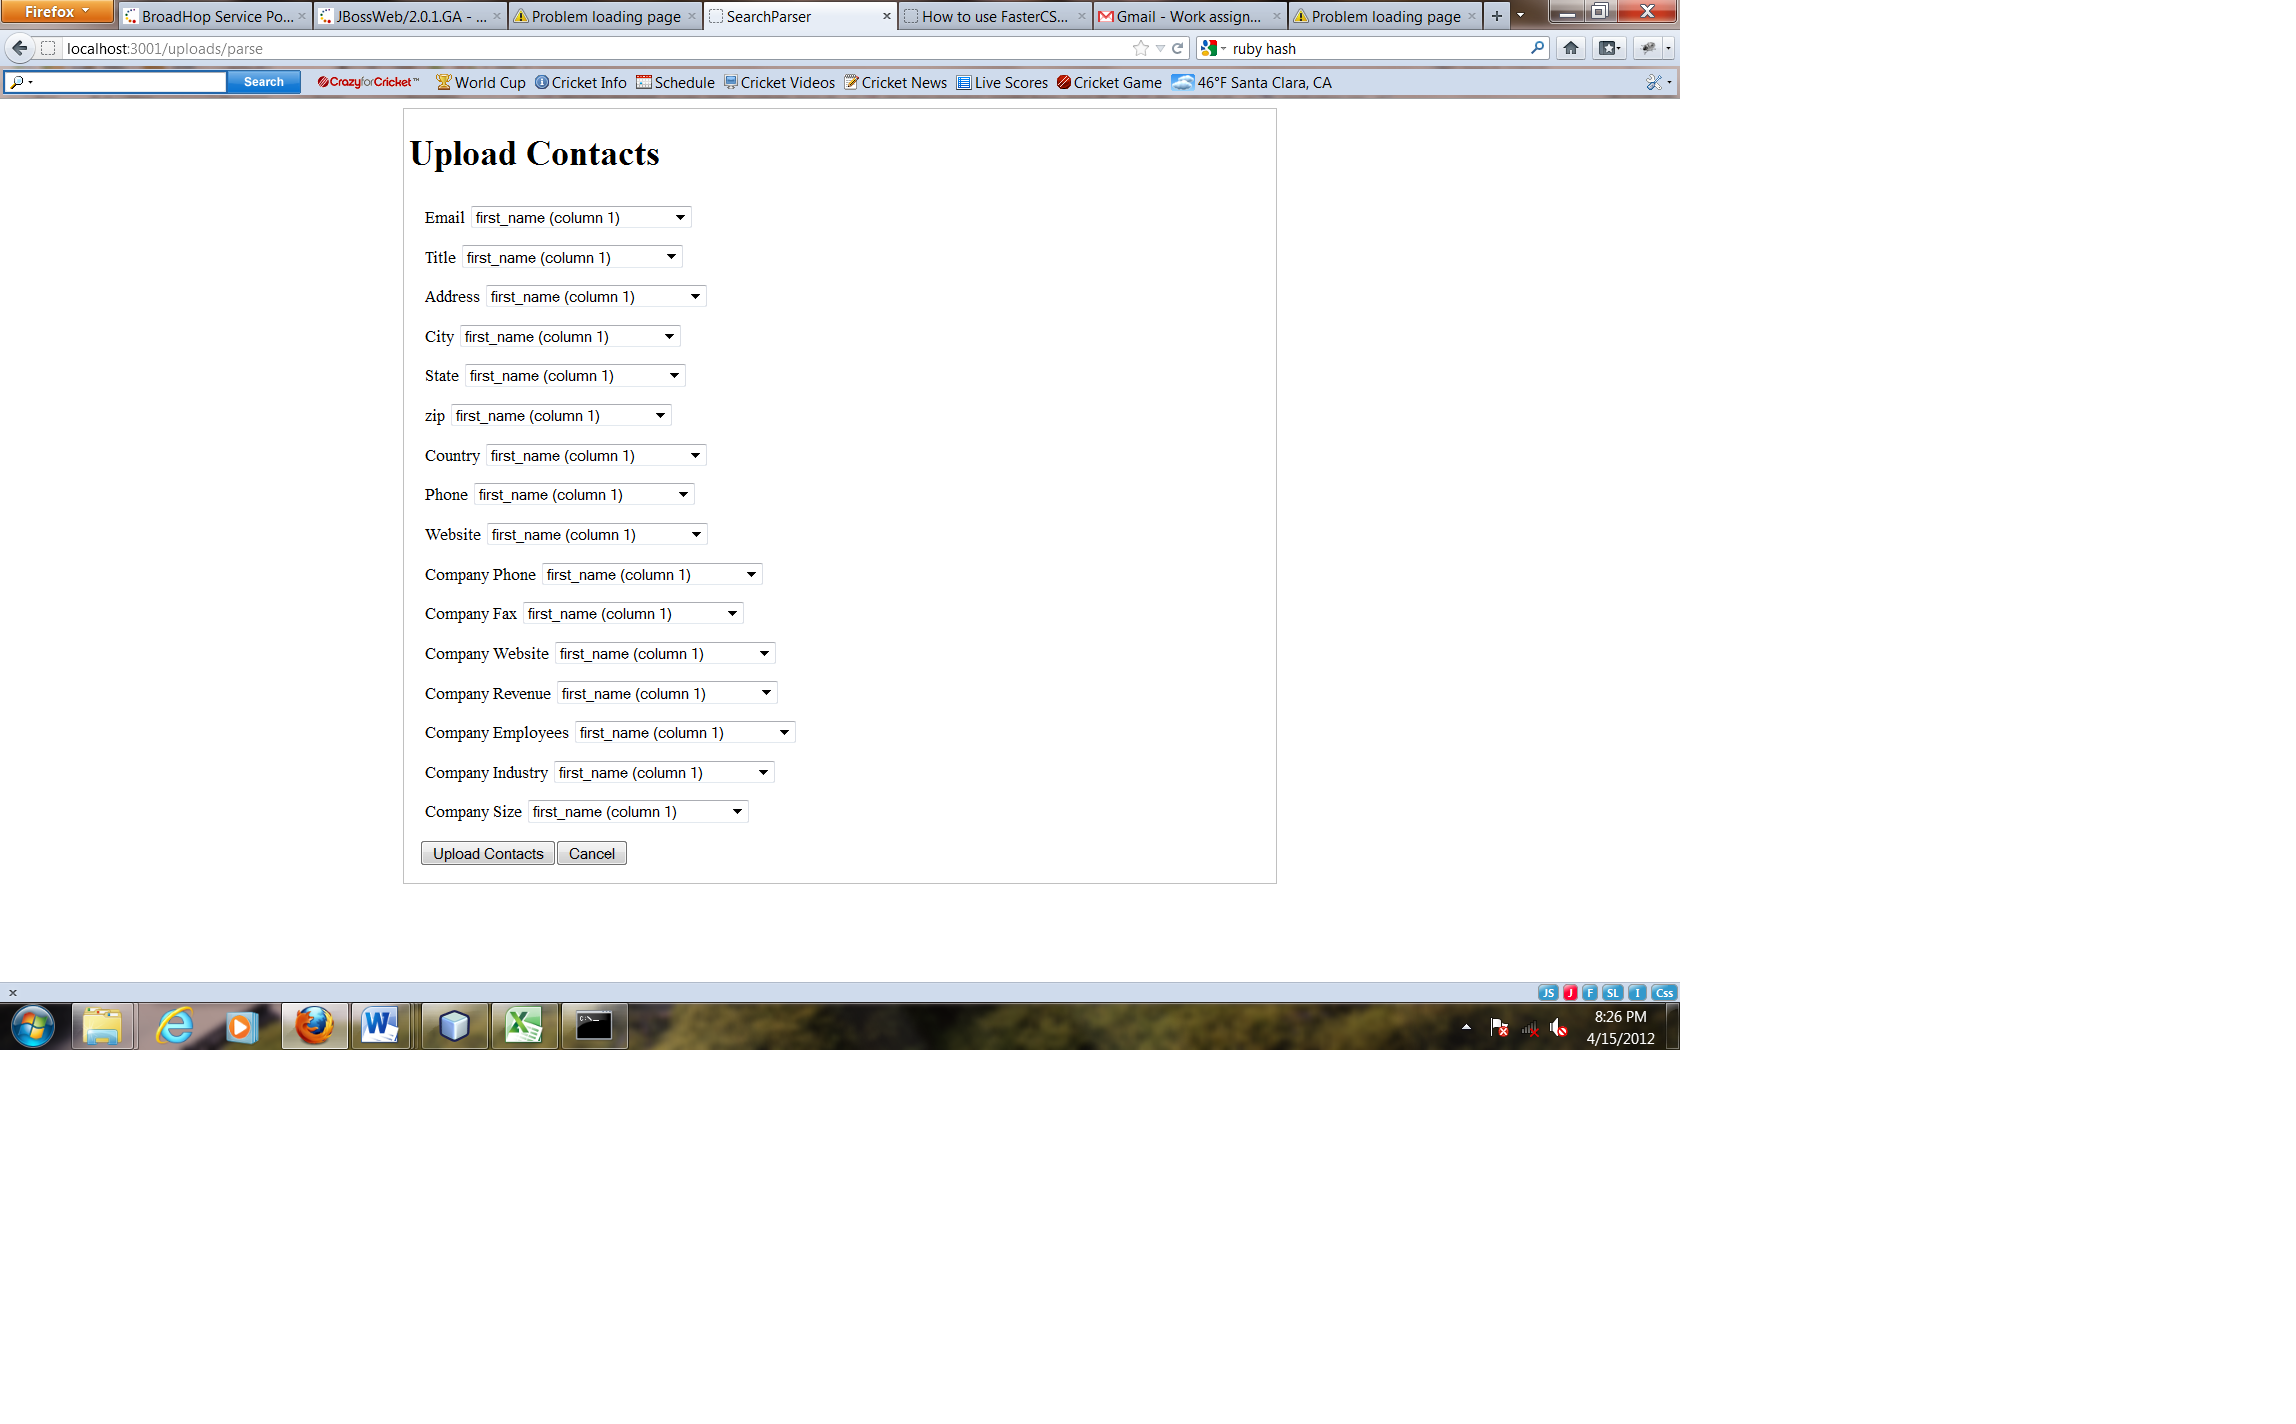 Firefox
BroadHop Service Po...
JBossWeb/2.0.1.GA - ...
Problem loading page
SearchParser
How to use FasterCS...
Gmail - Work assign...
Problem loading page
localhost:3001/uploads/parse
ruby hash
Search
CrazyforCricket™
World Cup
Cricket Info
Schedule
Cricket Videos
Cricket News
Live Scores
Cricket Game
46°F Santa Clara, CA
Upload Contacts
Email first_name (column 1)
Title first_name (column 1)
Address first_name (column 1)
City first_name (column 1)
State first_name (column 1)
zip first_name (column 1)
Country first_name (column 1)
Phone first_name (column 1)
Website first_name (column 1)
Company Phone first_name (column 1)
Company Fax first_name (column 1)
Company Website first_name (column 1)
Company Revenue first_name (column 1)
Company Employees first_name (column 1)
Company Industry first_name (column 1)
Company Size first_name (column 1)
Upload Contacts Cancel
JS J F SL I Css
8:26 PM
4/15/2012